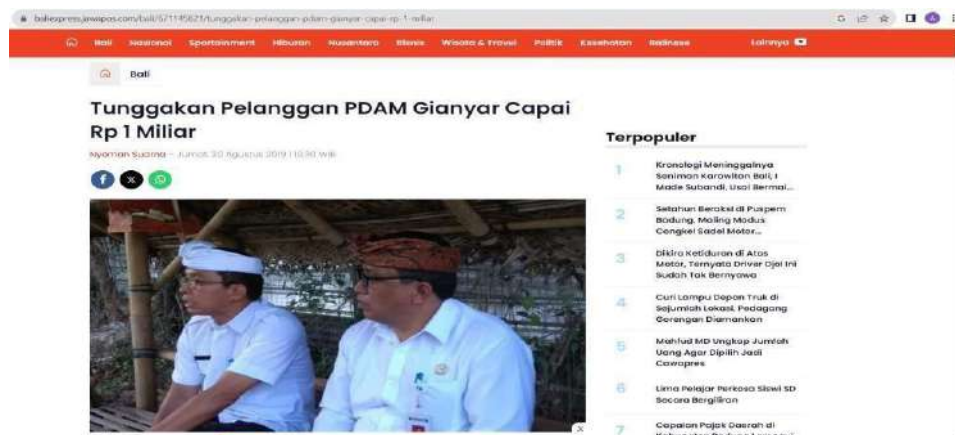 baliexpress.jawapos.com/bali/671145621/tunggakan-pelanggan-pdam-gianyar-capai-rp-1-miliar
Bali Nasional Sportainment Hiburan Nusantara Bisnis Wisata & Travel Politik Kesehatan Balinese Lainnya
Bali
Tunggakan Pelanggan PDAM Gianyar Capai
Rp 1 Miliar
Nyoman Suarna - Jumat, 30 Agustus 2019 | WIB
Terpopuler
1
Kronologi Meninggalnya
Seniman Karawitan Bali, I
Made Subandi, Usai Bermai...
2
Setahun Beraksi di Puspem
Badung, Maling Modus
Congkel Sadel Motor...
3
Dikira Ketiduran di Atas
Motor, Ternyata Driver Ojol Ini
Sudah Tak Bernyawa
4
Curi Lampu Depan Truk di
Sejumlah Lokasi, Pedagang
Gorengan Diamankan
5
Mahfud MD Ungkap Jumlah
Uang Agar Dipilih Jadi
Cawapres
6
Lima Pelajar Perkosa Siswi SD
Secara Bergiliran
7
Capaian Pajak Daerah di